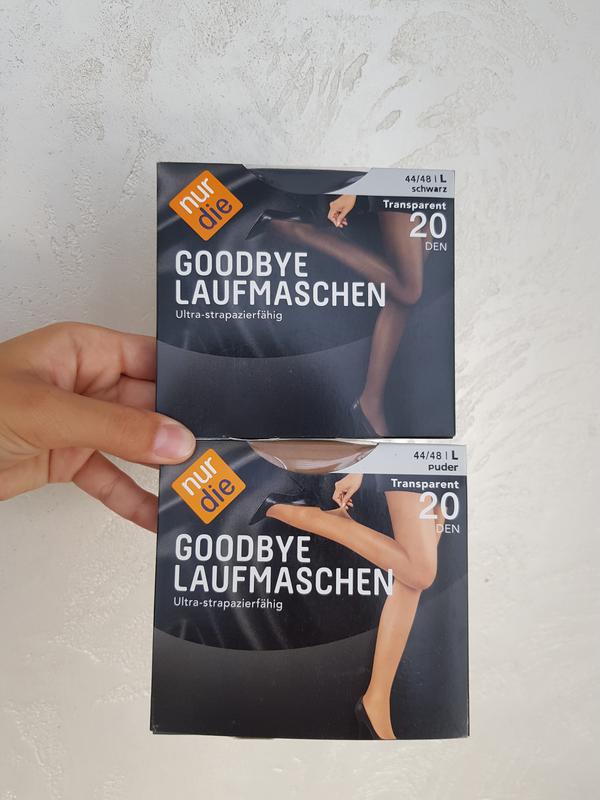 nur
die
44/48 | L
schwarz
Transparent
20
DEN
GOODBYE
LAUFMASCHEN
Ultra-strapazierfähig
nur
die
44/48 | L
puder
Transparent
20
DEN
GOODBYE
LAUFMASCHEN
Ultra-strapazierfähig